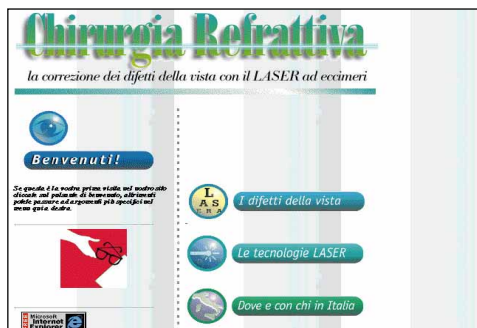 Chirurgia Refrattiva
la correzione dei difetti della vista con il LASER ad eccimeri
Benvenuti!
Se questa è la vostra prima visita nel nostro sito
cliccate sul pulsante di benvenuto, altrimenti
potete passare ad argomenti più specifici nel
menu qui a destra.
L
A S
E R A
I difetti della vista
Le tecnologie LASER
Dove e con chi in Italia
FREE
Microsoft
Internet
Explorer